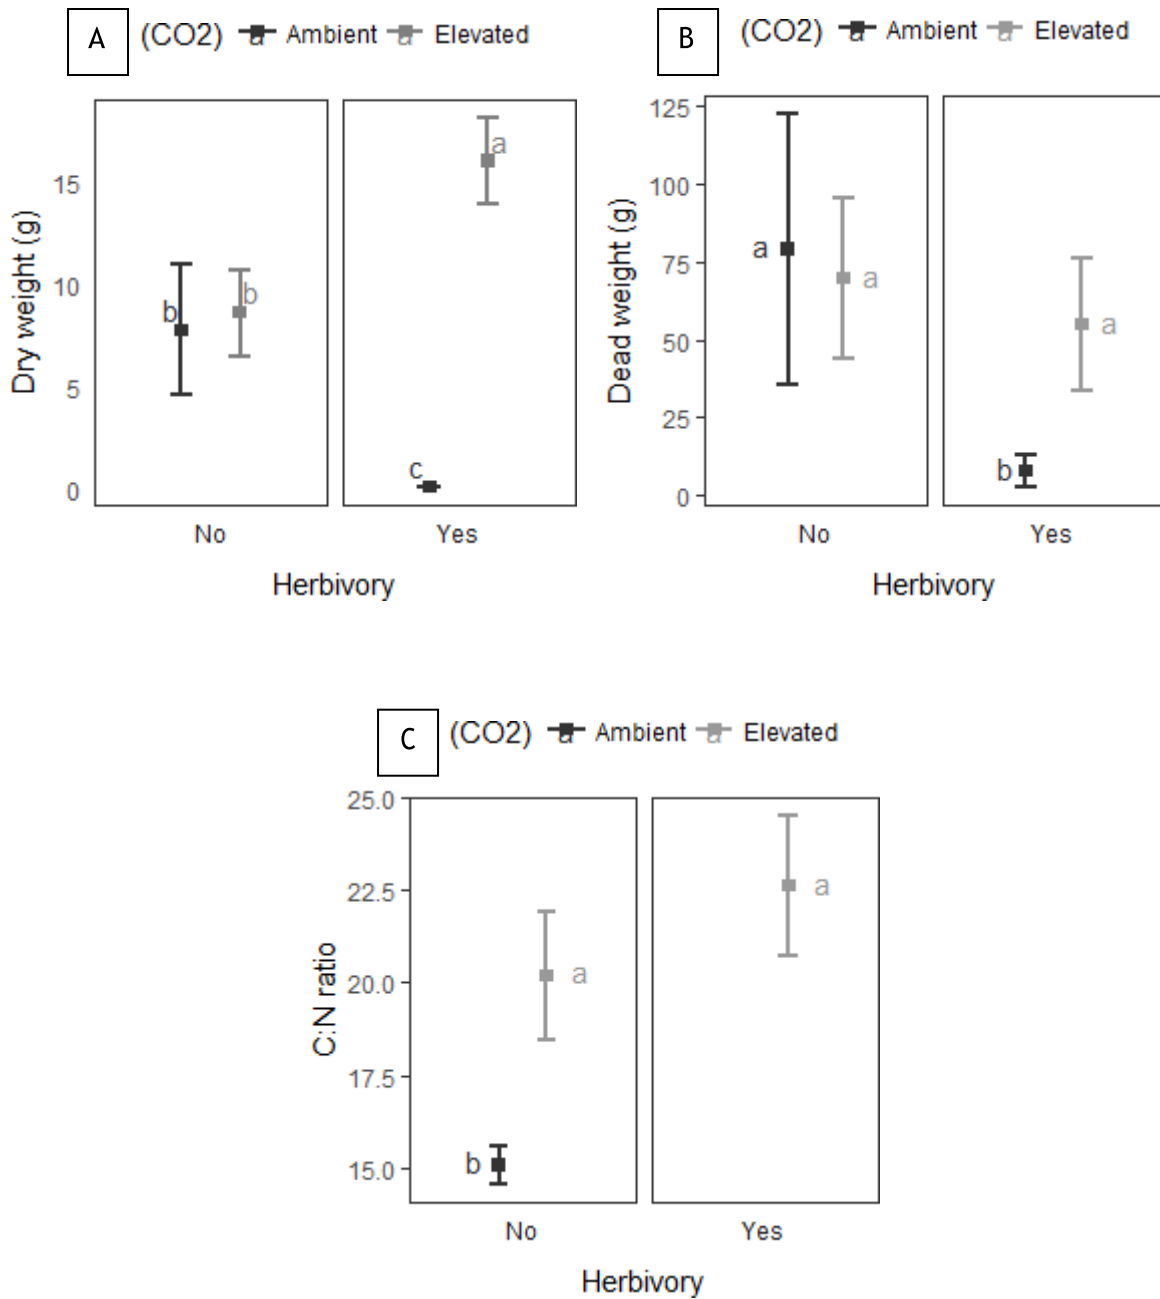 A (CO2) a Ambient a Elevated
Dry weight (g)
15
10
5
0
b
b
c
a
No
Yes
Herbivory
B (CO2) a Ambient a Elevated
Dead weight (g)
125
100
75
50
25
0
a
a
b
a
No
Yes
Herbivory
C (CO2) a Ambient a Elevated
C:N ratio
25.0
22.5
20.0
17.5
15.0
b
a
a
No
Yes
Herbivory